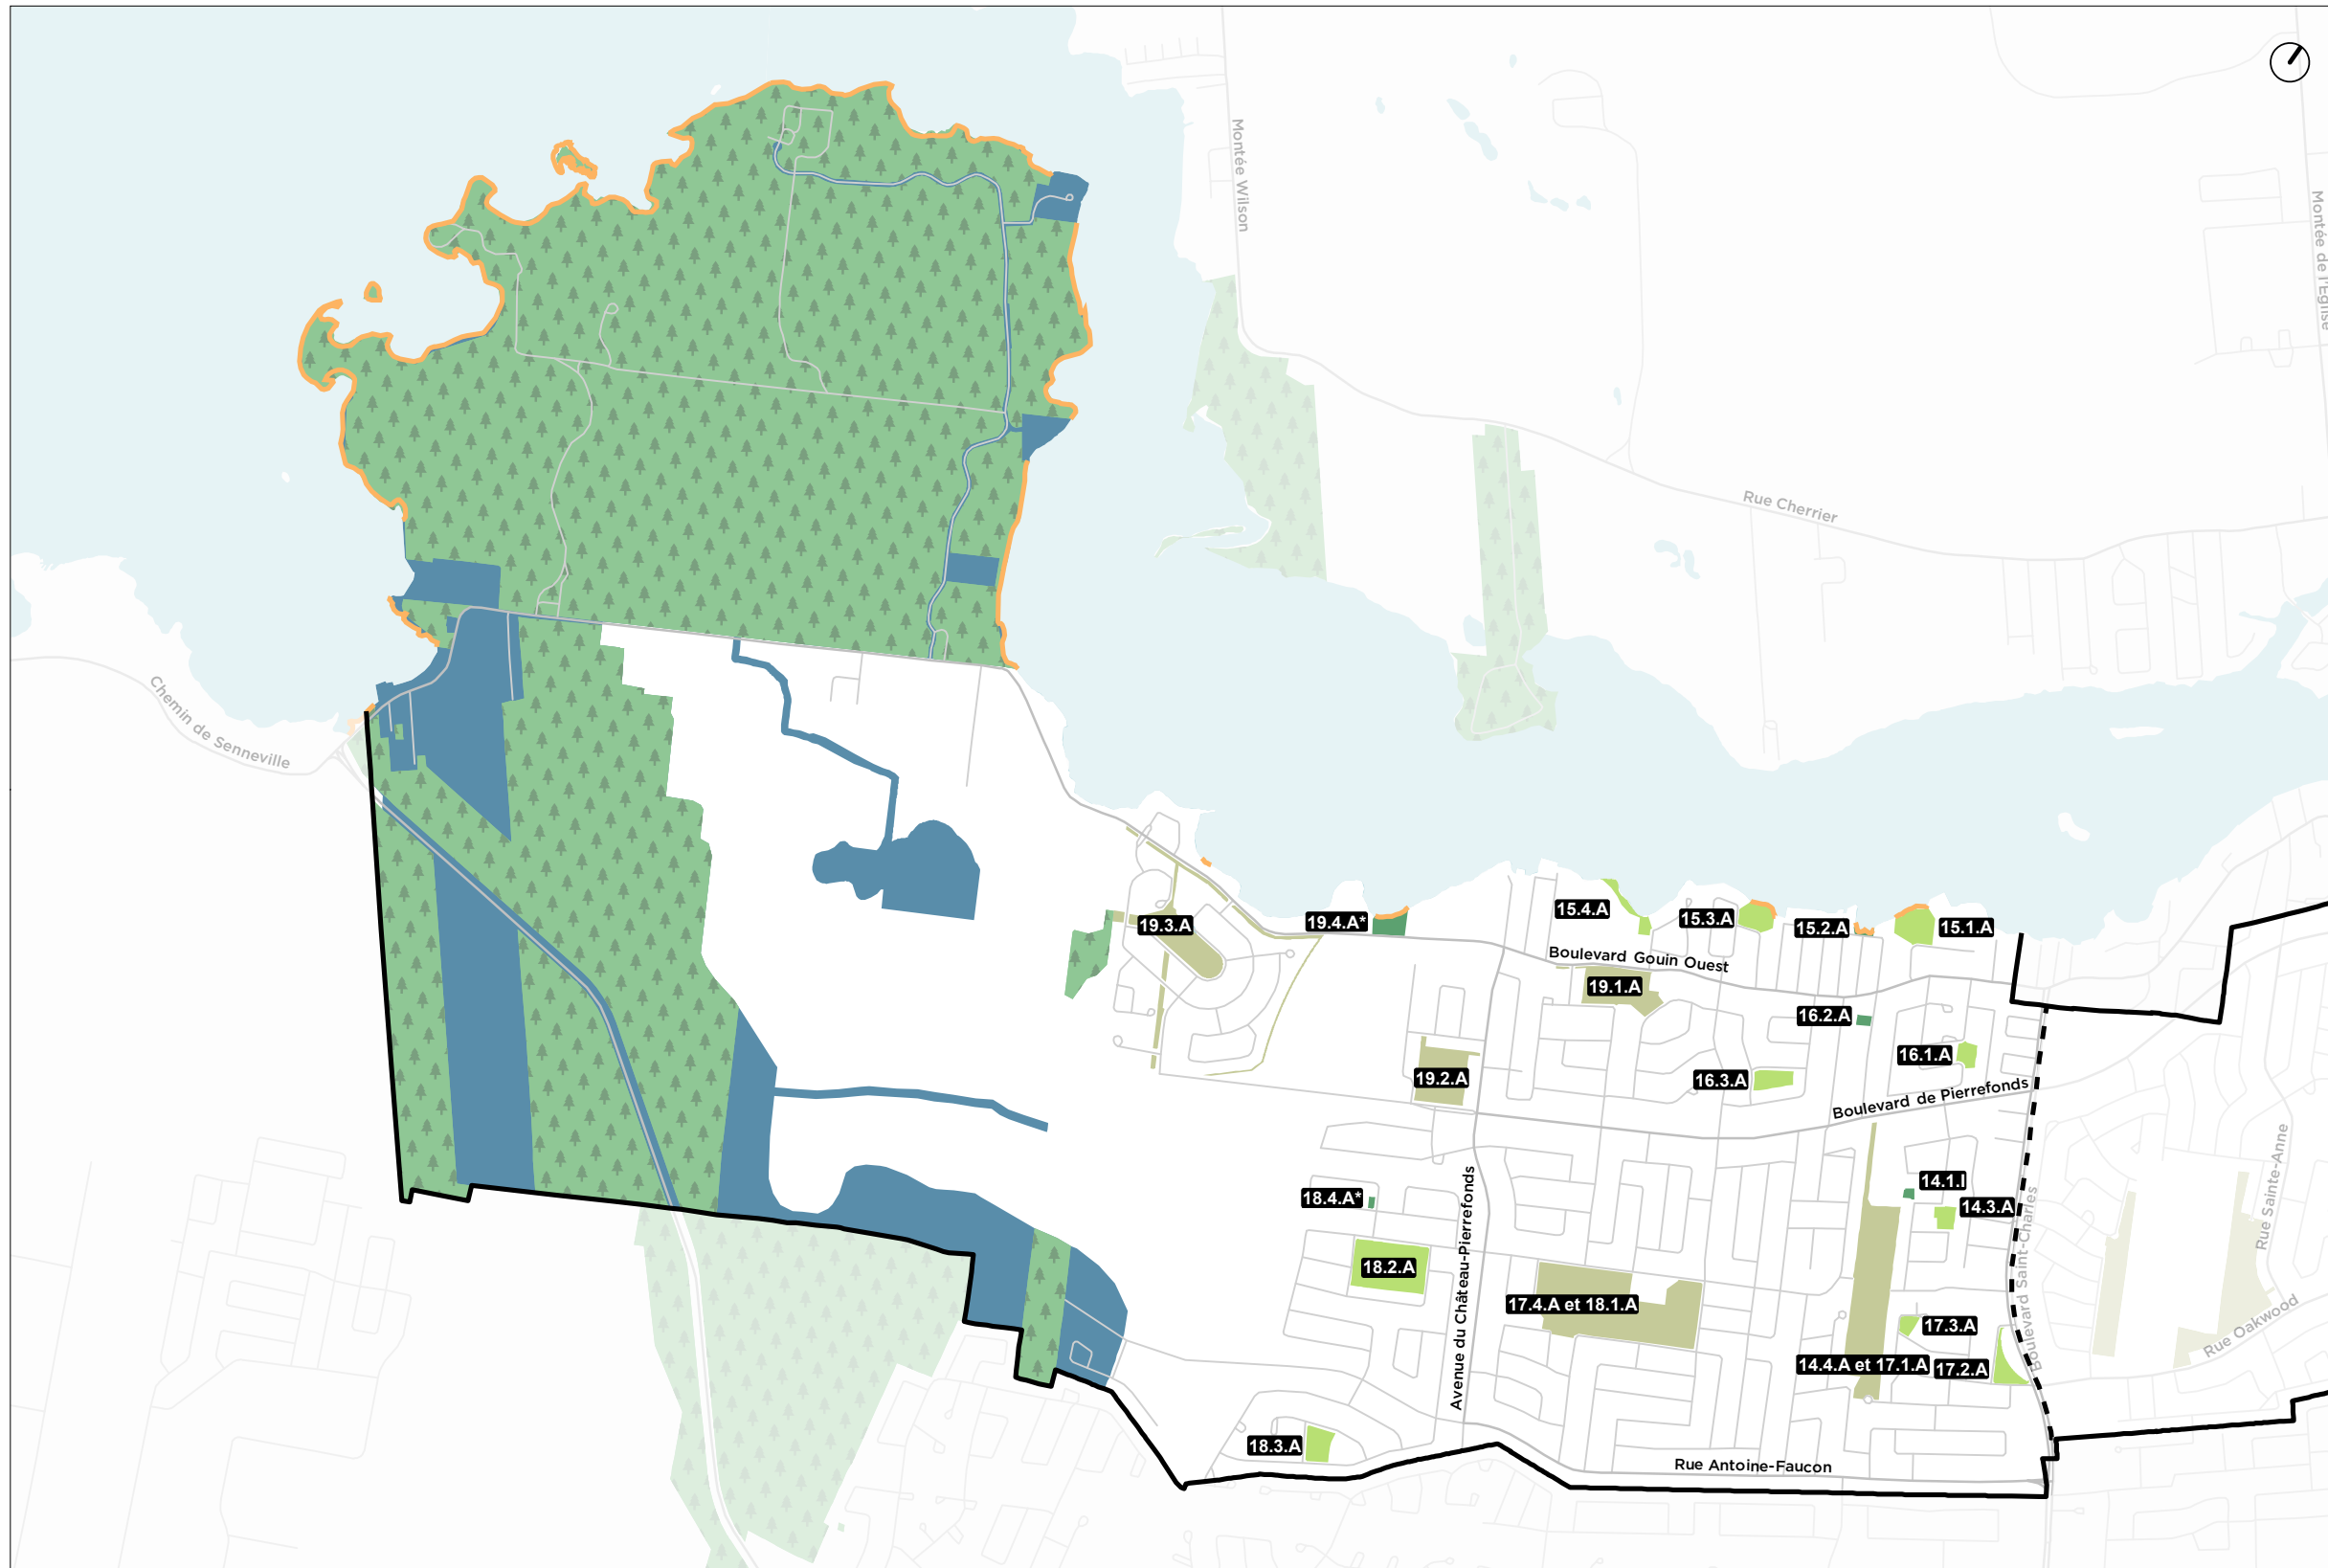 Montée Wilson
Montée de l'Église
Rue Cherrier
Chemin de Senneville
15.4.A
15.3.A
19.4.A*
19.3.A
15.2.A
15.1.A
Boulevard Gouin Ouest
19.1.A
16.2.A
16.1.A
19.2.A
16.3.A
Boulevard de Pierrefonds
Rue Sainte-Anne
14.1.I
18.4.A*
14.3.A
Avenue du Château-Pierrefonds
Boulevard Saint-Charles
18.2.A
17.4.A et 18.1.A
17.3.A
Rue Oakwood
14.4.A et 17.1.A
17.2.A
18.3.A
Rue Antoine-Faucon